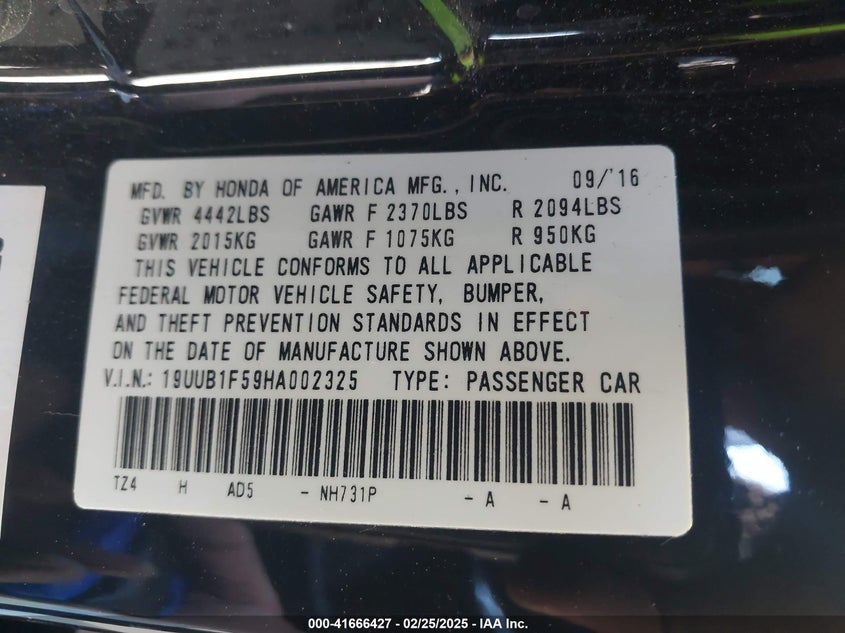 MFD. BY HONDA OF AMERICA MFG., INC. 09/'16
GVWR 4442LBS GAWR F 2370LBS R 2094LBS
GVWR 2015KG GAWR F 1075KG R 950KG
THIS VEHICLE CONFORMS TO ALL APPLICABLE
FEDERAL MOTOR VEHICLE SAFETY, BUMPER,
AND THEFT PREVENTION STANDARDS IN EFFECT
ON THE DATE OF MANUFACTURE SHOWN ABOVE.
V.I.N.: 19UUB1F59HA002325 TYPE: PASSENGER CAR
TZ4 H AD5 - NH731P - A - A
000-41666427 - 02/25/2025 - IAA Inc.